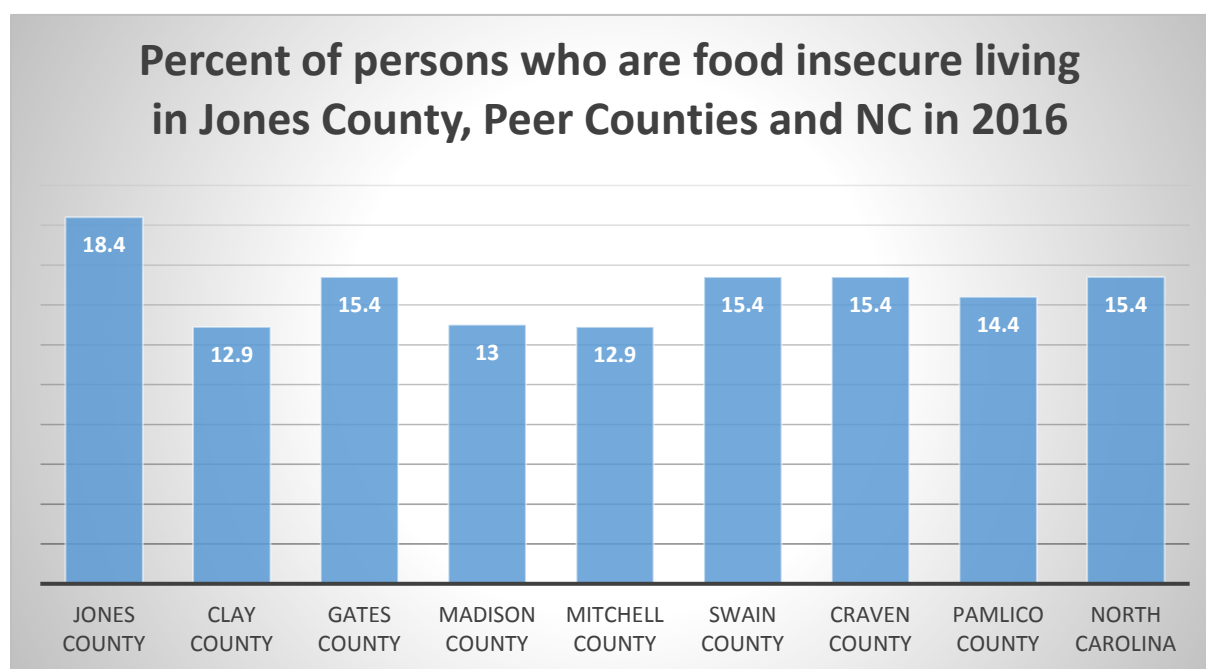 Percent of persons who are food insecure living
in Jones County, Peer Counties and NC in 2016
18.4
12.9
15.4
13
12.9
15.4
15.4
14.4
15.4
JONES COUNTY
CLAY COUNTY
GATES COUNTY
MADISON COUNTY
MITCHELL COUNTY
SWAIN COUNTY
CRAVEN COUNTY
PAMLICO COUNTY
NORTH CAROLINA